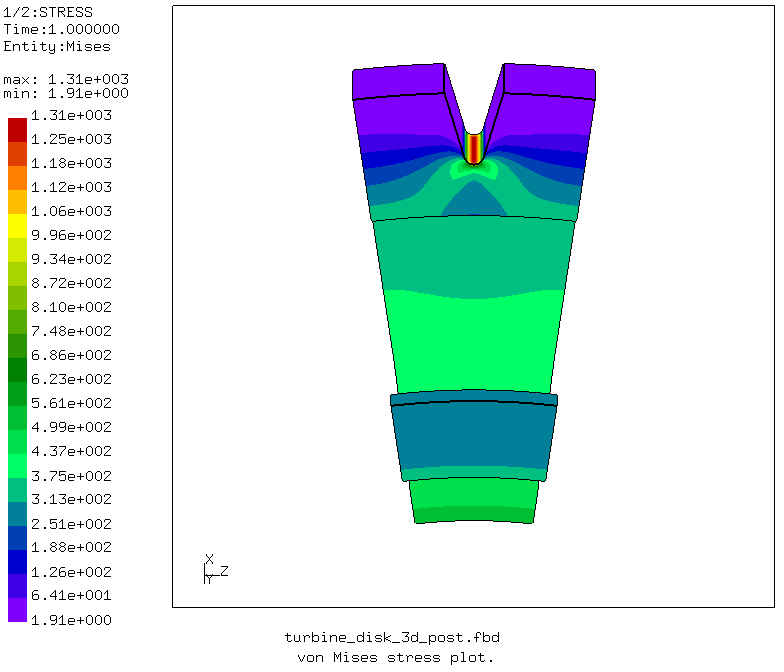 1/2:STRESS
Time:1.000000
Entity:Mises
max: 1.31e+003
min: 1.91e+000
1.31e+003
1.25e+003
1.18e+003
1.12e+003
1.06e+003
9.96e+002
9.34e+002
8.72e+002
8.10e+002
7.48e+002
6.86e+002
6.23e+002
5.61e+002
4.99e+002
4.37e+002
3.75e+002
3.13e+002
2.51e+002
1.88e+002
1.26e+002
6.41e+001
1.91e+000
X
Z
Y
turbine_disk_3d_post.fbd
von Mises stress plot.